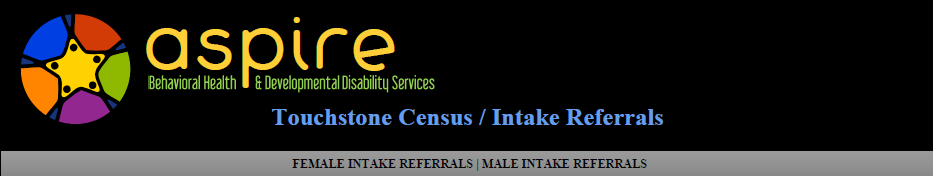 aspire
Behavioral Health & Developmental Disability Services
Touchstone Census / Intake Referrals
FEMALE INTAKE REFERRALS | MALE INTAKE REFERRALS